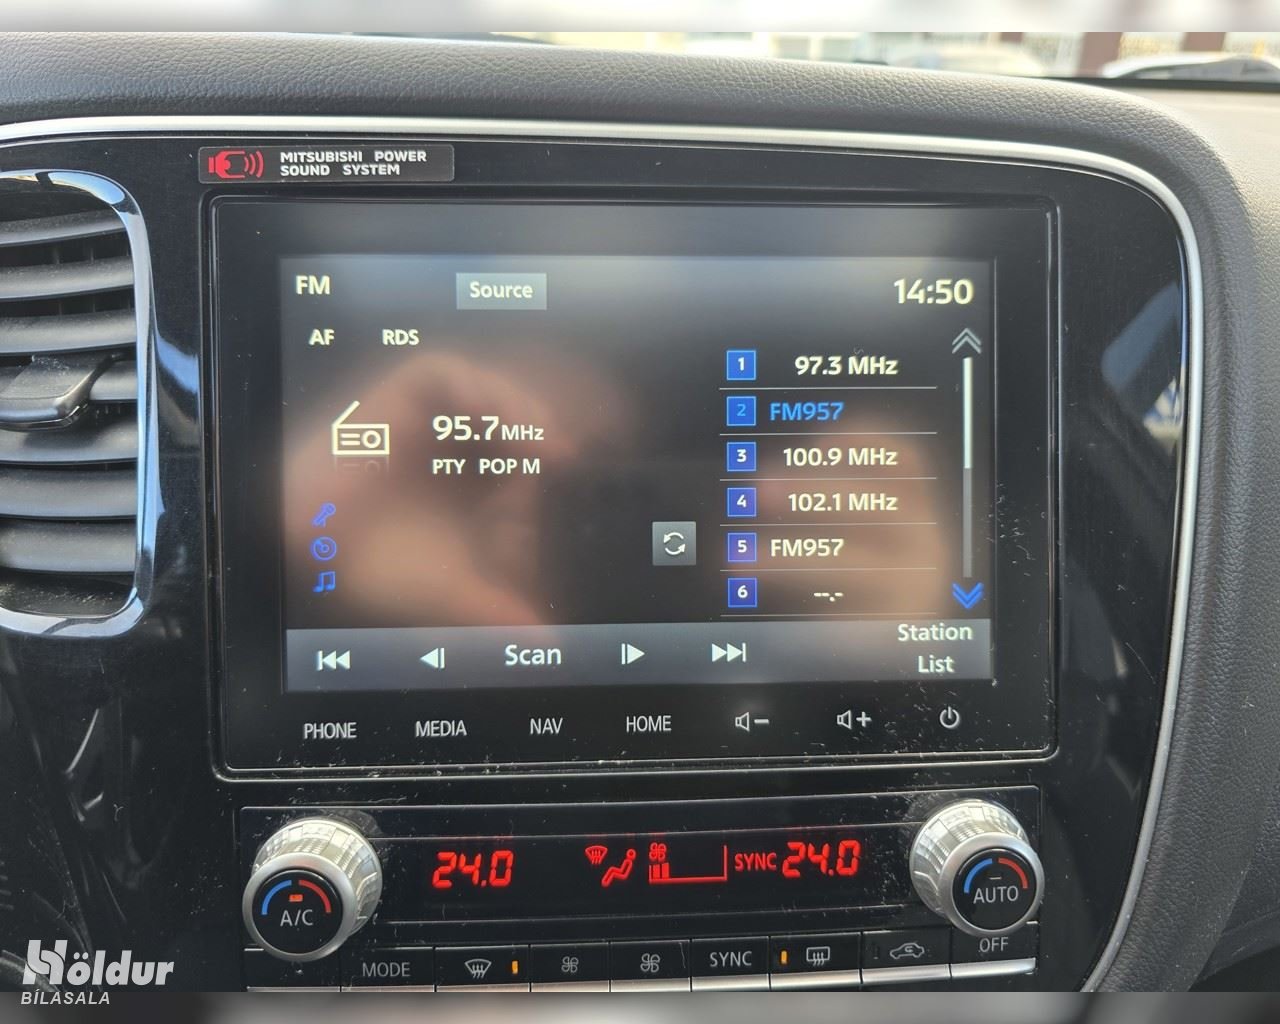 MITSUBISHI POWER
SOUND SYSTEM
FM
Source
14:50
AF
RDS
1 97.3 MHz
2 FM957
95.7MHz
PTY POP M
3 100.9 MHz
4 102.1 MHz
5 FM957
6 --.-
Scan
Station
List
PHONE
MEDIA
NAV
HOME
24.0
SYNC 24.0
A/C
AUTO
MODE
SYNC
OFF
Höldur
BÍLASALA